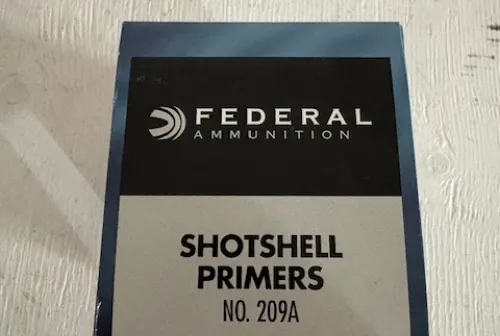 FEDERAL
AMMUNITION
SHOTSHELL
PRIMERS
NO. 209A